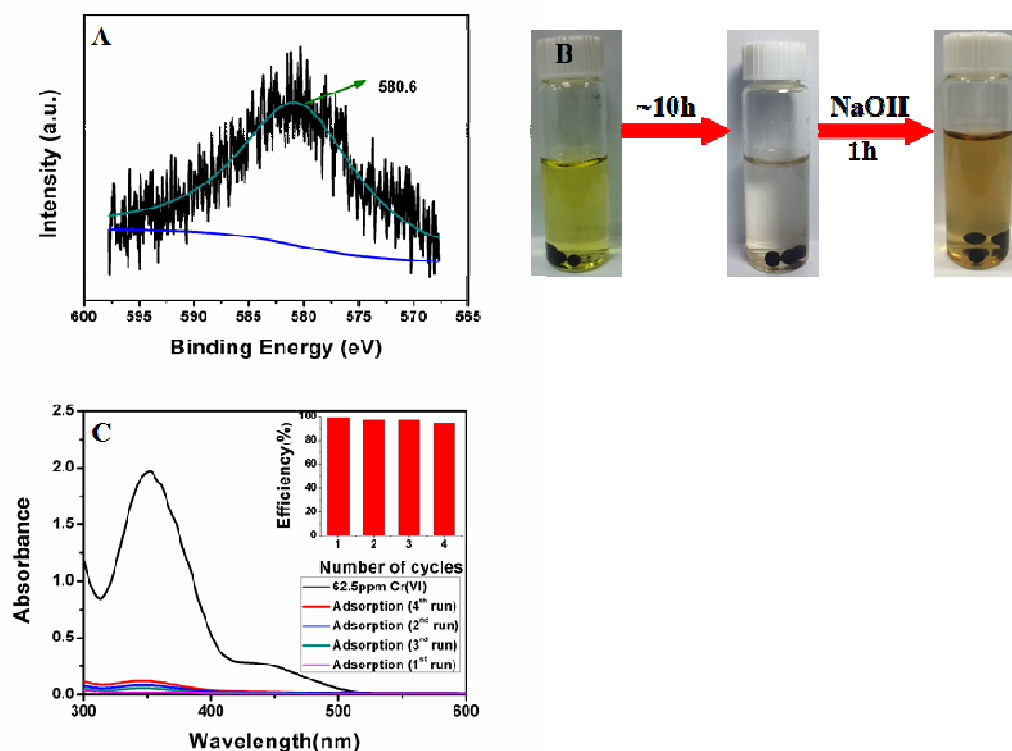 A
580.6
Intensity (a.u.)
600 595 590 585 580 575 570 565
Binding Energy (eV)
B
~10h
NaOH
1h
C
2.5
2.0
1.5
1.0
0.5
0.0
Absorbance
300 400 500 600
Wavelength(nm)
100
80
60
40
20
0
Efficiency(%)
1 2 3 4
Number of cycles
62.5ppm Cr(VI)
Adsorption (4th run)
Adsorption (2nd run)
Adsorption (3rd run)
Adsorption (1st run)